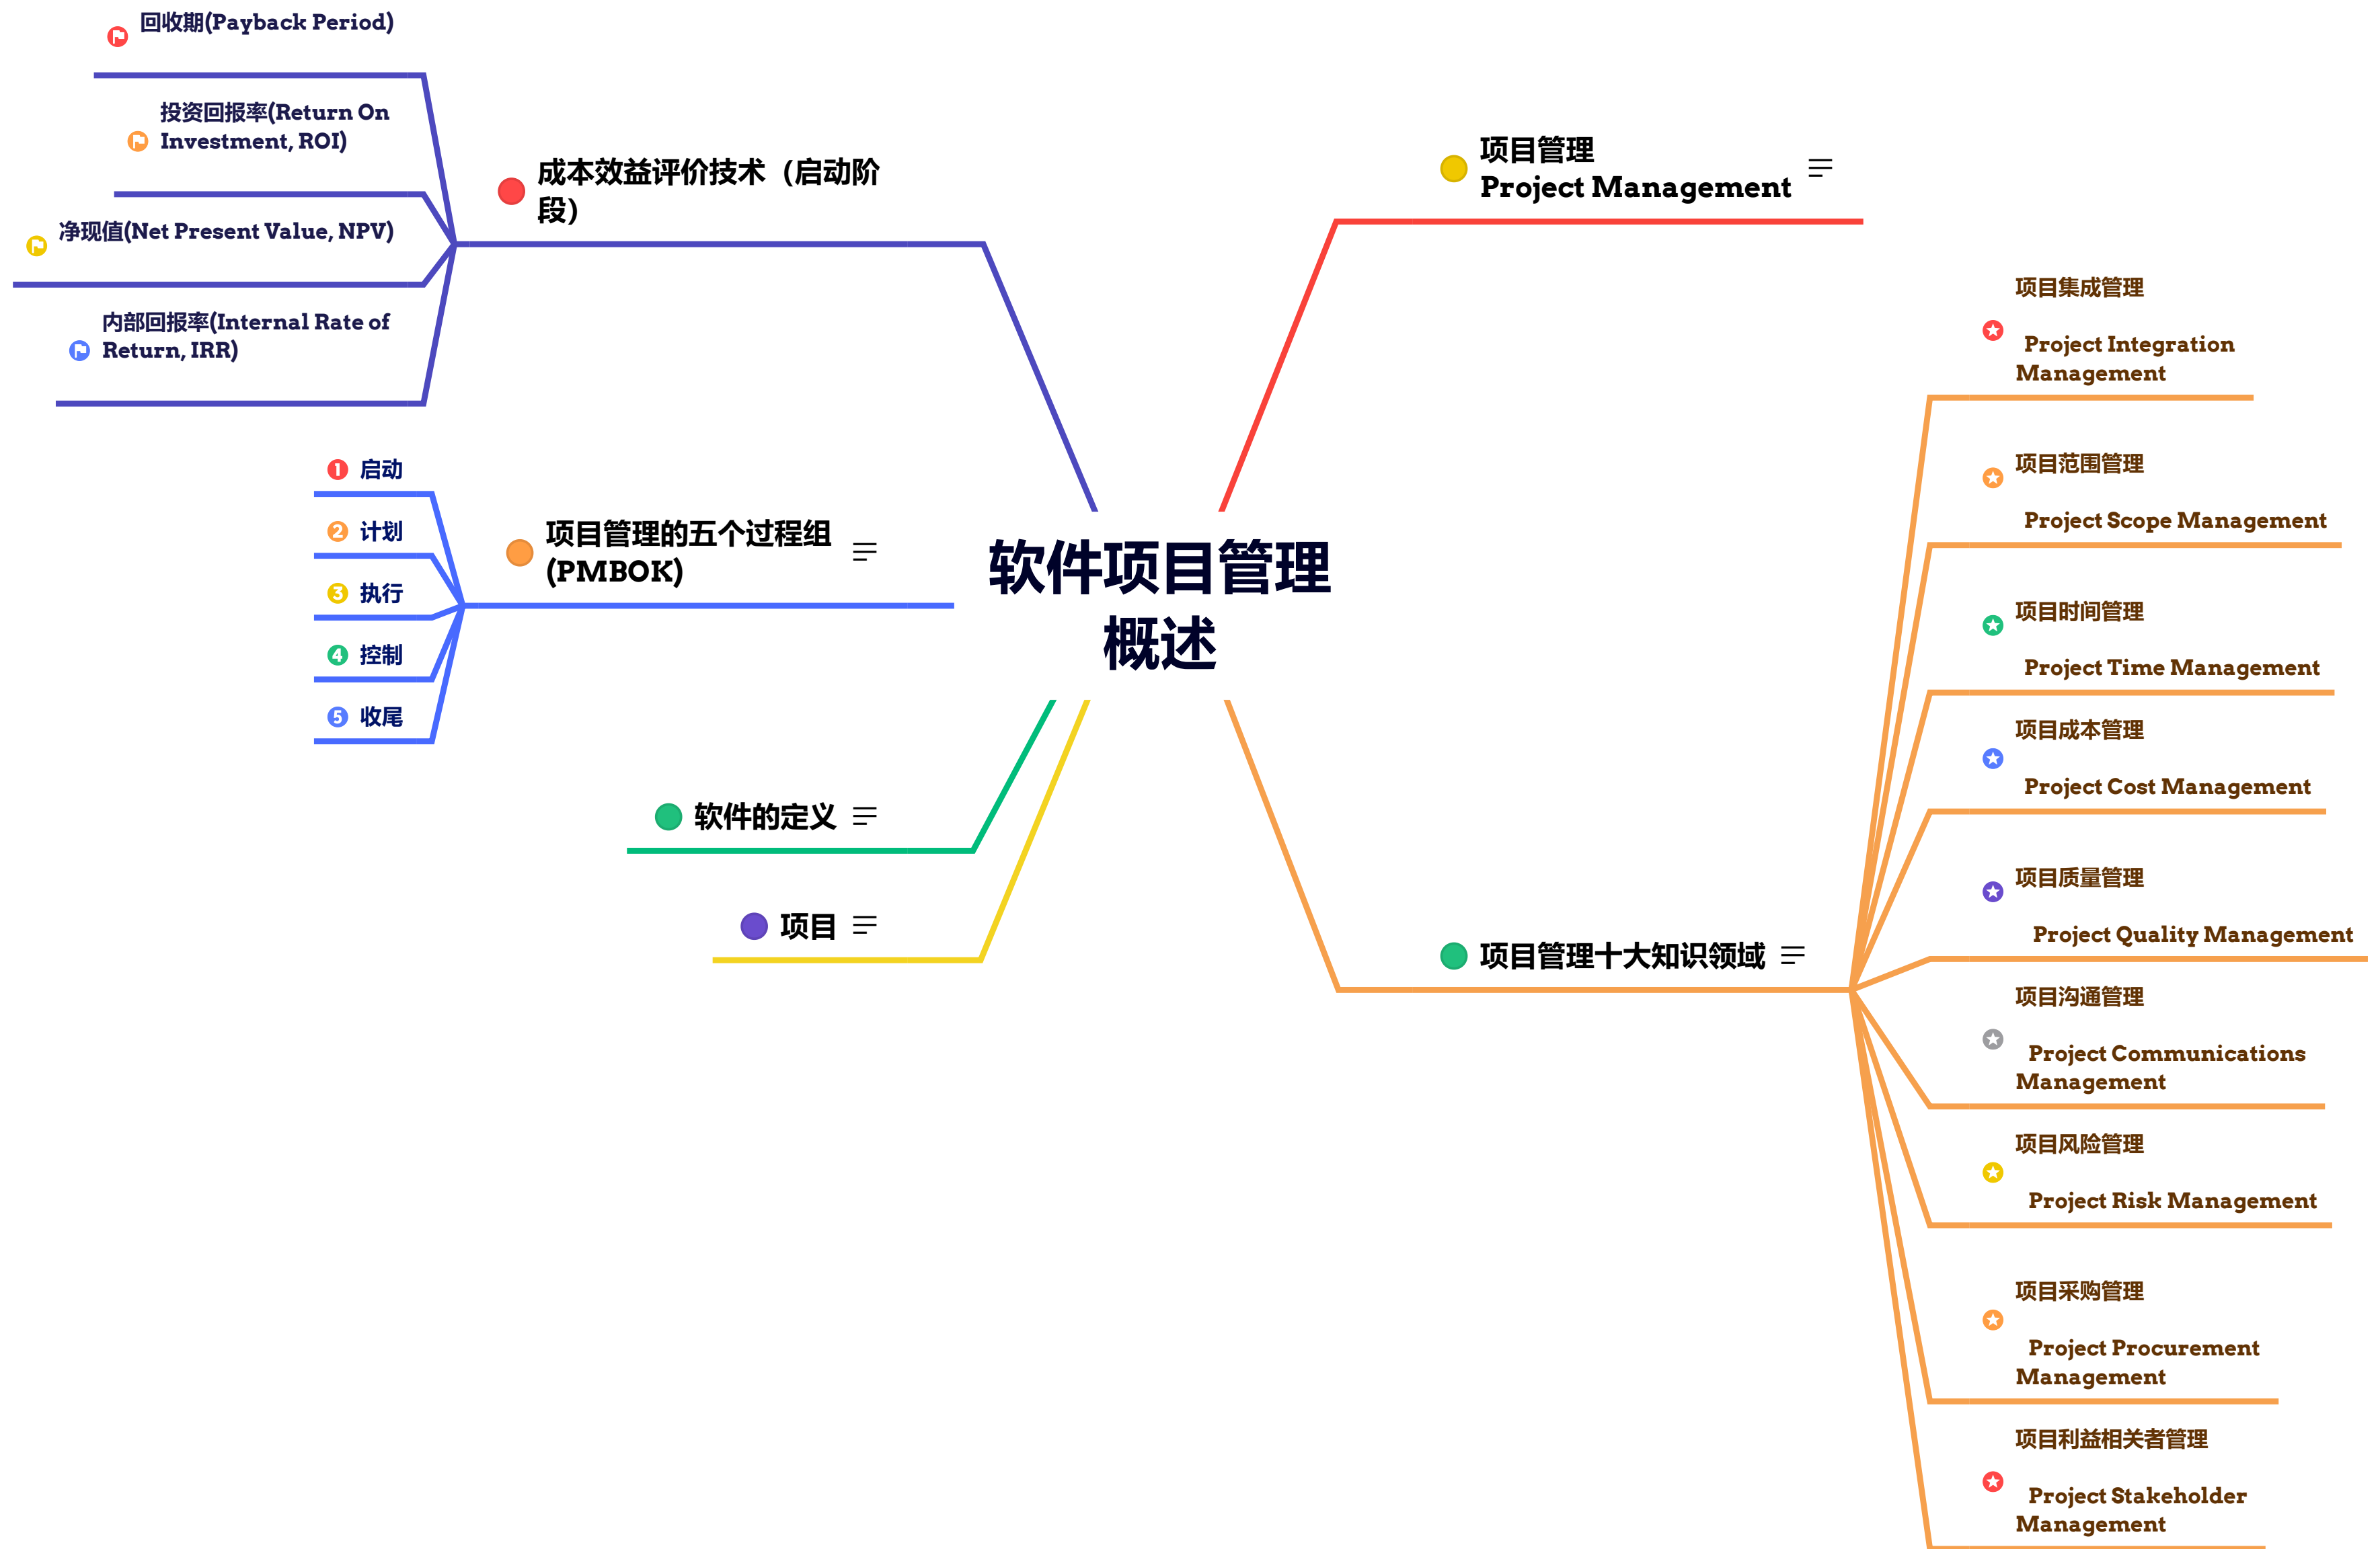 软件项目管理
概述
项目管理
Project Management
项目管理十大知识领域
项目集成管理
Project Integration
Management
项目范围管理
Project Scope Management
项目时间管理
Project Time Management
项目成本管理
Project Cost Management
项目质量管理
Project Quality Management
项目沟通管理
Project Communications
Management
项目风险管理
Project Risk Management
项目采购管理
Project Procurement
Management
项目利益相关者管理
Project Stakeholder
Management
成本效益评价技术（启动阶
段）
回收期(Payback Period)
投资回报率(Return On
Investment, ROI)
净现值(Net Present Value, NPV)
内部回报率(Internal Rate of
Return, IRR)
项目管理的五个过程组
(PMBOK)
1 启动
2 计划
3 执行
4 控制
5 收尾
软件的定义
项目